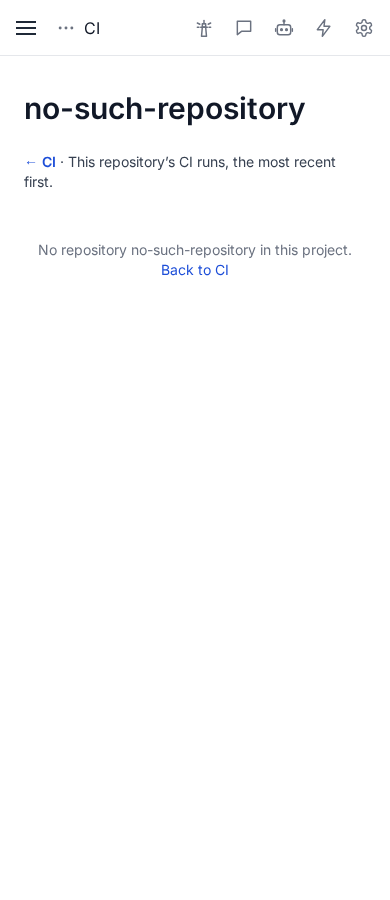 CI
no-such-repository
← CI · This repository’s CI runs, the most recent
first.
No repository no-such-repository in this project.
Back to CI